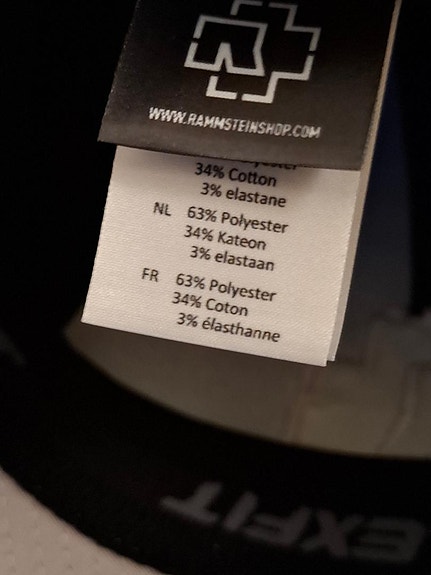 WWW.RAMMSTEINSHOP.COM
34% Cotton
3% elastane
NL 63% Polyester
34% Kateon
3% elastaan
FR 63% Polyester
34% Coton
3% élasthanne
EXFIT